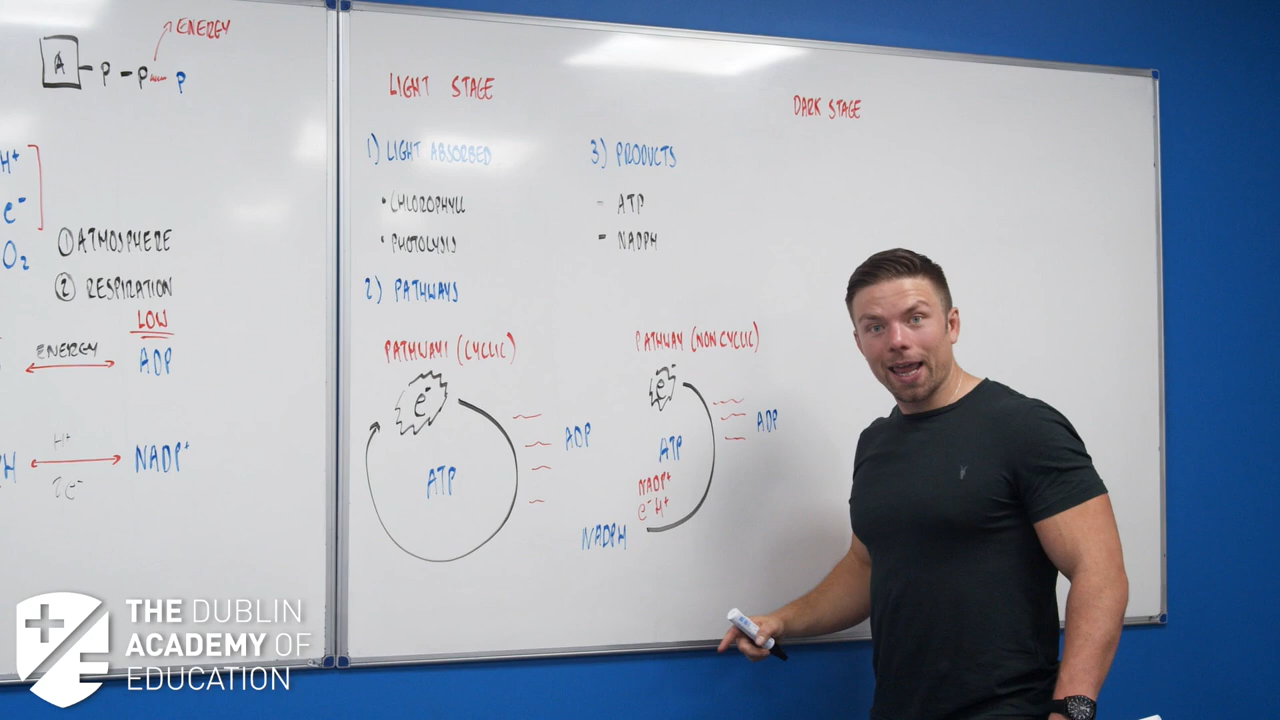 ENERGY
A - P - P - P
H+
e-
O2
① ATMOSPHERE
② RESPIRATION
LOW
ENERGY
ADP
H+
2e-
H
NADP+
LIGHT STAGE
1) LIGHT ABSORBED
• CHLOROPHYLL
• PHOTOLYSIS
2) PATHWAYS
3) PRODUCTS
- ATP
- NADPH
PATHWAY1 (CYCLIC)
e-
ADP
ATP
PATHWAY (NON CYCLIC)
e-
ADP
ATP
NADP+
e- H+
NADPH
DARK STAGE
THE DUBLIN
ACADEMY OF
EDUCATION